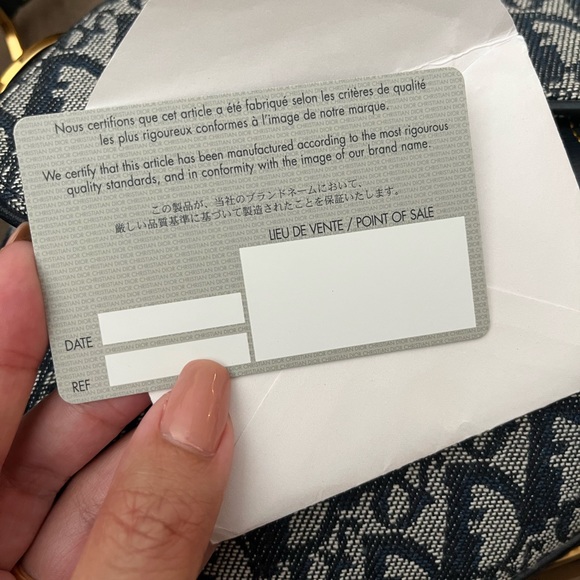 Nous certifions que cet article a été fabriqué selon les critères de qualité
les plus rigoureux conformes à l'image de notre marque.
We certify that this article has been manufactured according to the most rigourous
quality standards, and in conformity with the image of our brand name.
この製品が、当社のブランドネームにおいて、
厳しい品質基準に基づいて製造されたことを保証いたします。
LIEU DE VENTE / POINT OF SALE
DATE
REF